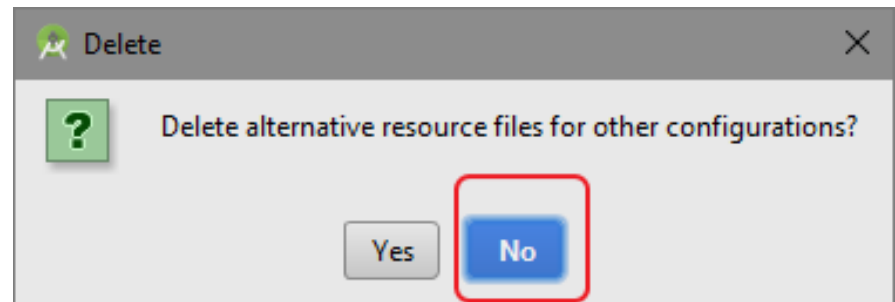 Delete
Delete alternative resource files for other configurations?
Yes No